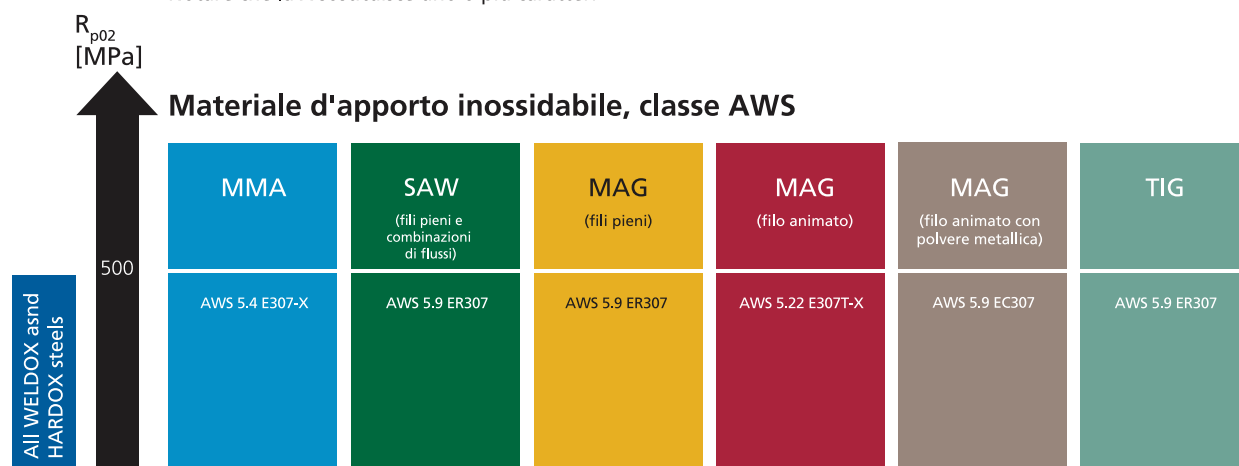 R
p02
[MPa]
Materiale d'apporto inossidabile, classe AWS
MMA
SAW
(fili pieni e
combinazioni
di flussi)
MAG
(fili pieni)
MAG
(filo animato)
MAG
(filo animato con
polvere metallica)
TIG
500
All WELDOX asnd
HARDOX steels
AWS 5.4 E307-X
AWS 5.9 ER307
AWS 5.9 ER307
AWS 5.22 E307T-X
AWS 5.9 EC307
AWS 5.9 ER307